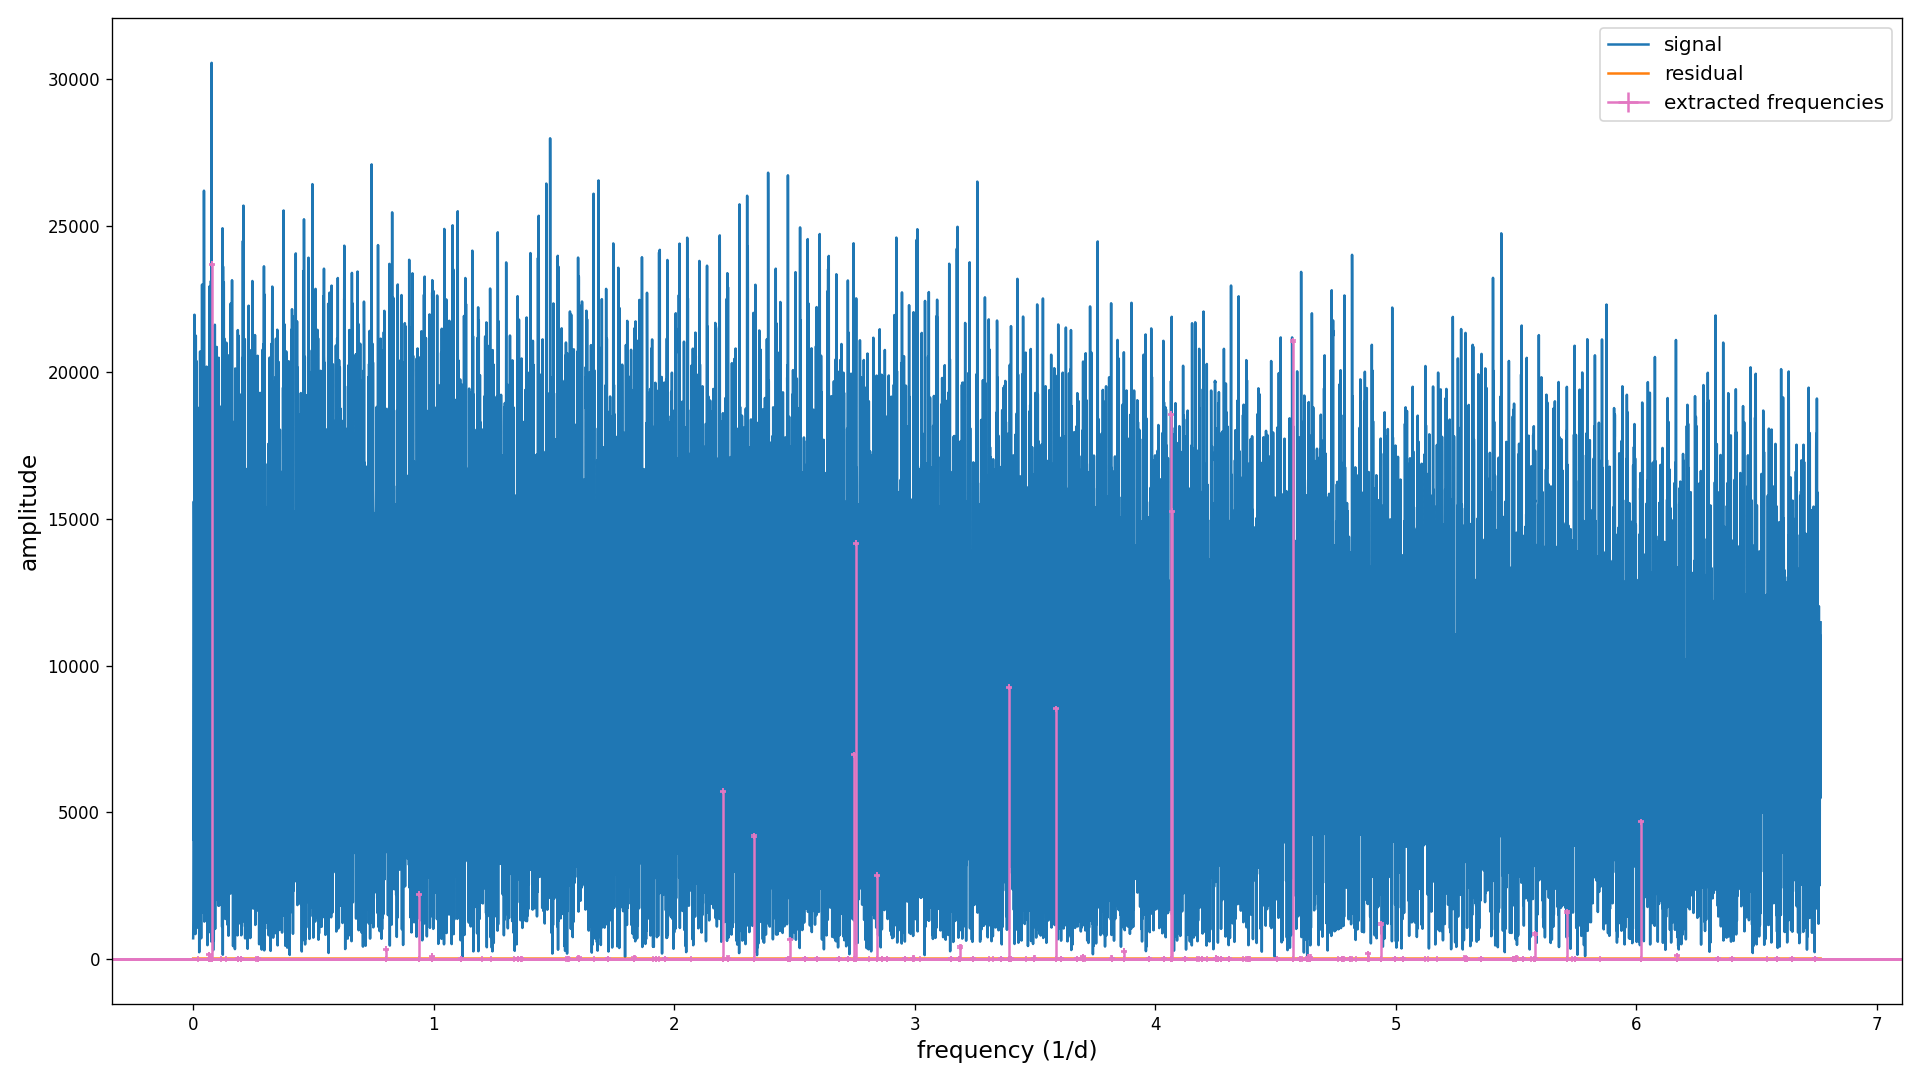 signal
residual
extracted frequencies
amplitude
30000
25000
20000
15000
10000
5000
0
0 1 2 3 4 5 6 7
frequency (1/d)